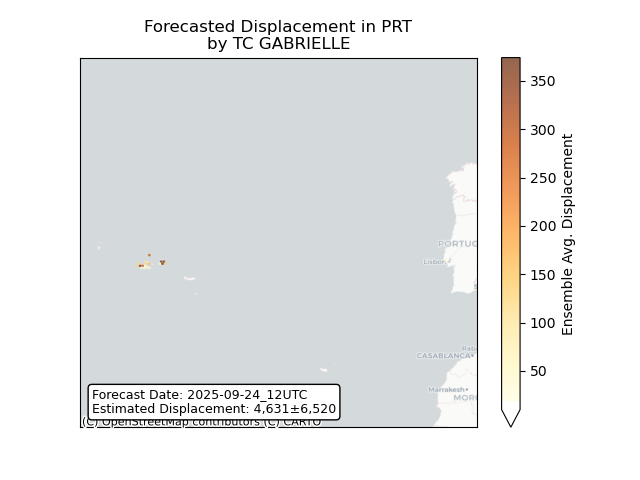 Forecasted Displacement in PRT
by TC GABRIELLE
350
300
250
200
150
100
50
Ensemble Avg. Displacement
PORTUG
Lisbon
CASABLANCA
Marrakesh
MORO
Forecast Date: 2025-09-24_12UTC
Estimated Displacement: 4,631±6,520
(C) OpenStreetMap contributors (C) CARTO